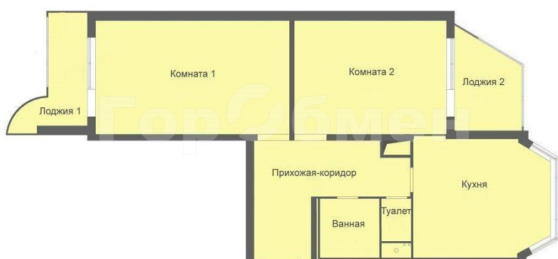 Комната 1
Комната 2
Лоджия 1
Лоджия 2
ГорОбмен
Прихожая-коридор
Кухня
Туалет
Ванная